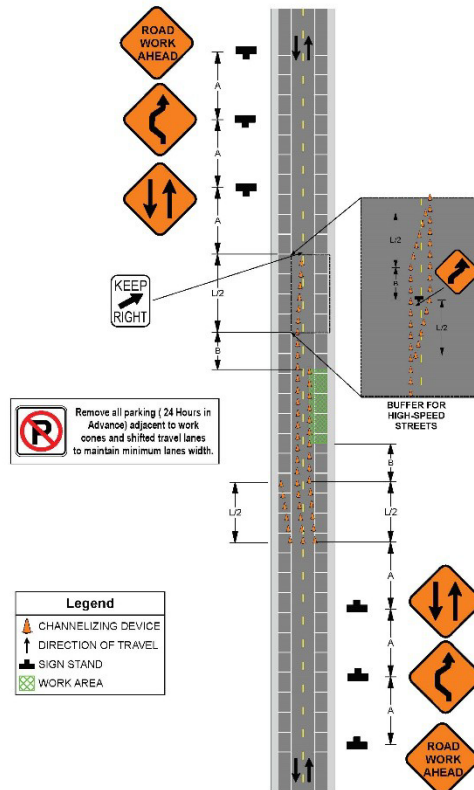 ROAD
WORK
AHEAD
A
A
A
L/2
B
KEEP
RIGHT
L/2
B
L/2
BUFFER FOR
HIGH-SPEED
STREETS
P
Remove all parking ( 24 Hours in
Advance) adjacent to work
cones and shifted travel lanes
to maintain minimum lanes width.
B
L/2
L/2
A
A
A
Legend
CHANNELIZING DEVICE
DIRECTION OF TRAVEL
SIGN STAND
WORK AREA
ROAD
WORK
AHEAD